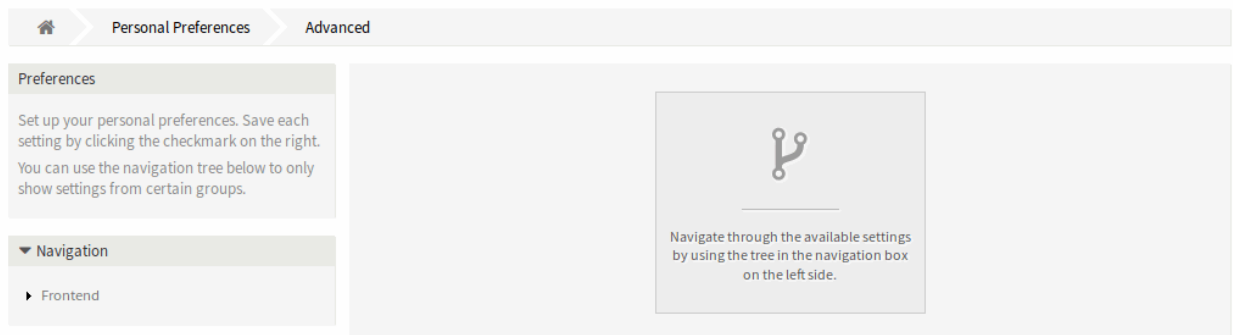 Personal Preferences
Advanced
Preferences
Set up your personal preferences. Save each
setting by clicking the checkmark on the right.
You can use the navigation tree below to only
show settings from certain groups.
Navigation
Frontend
Navigate through the available settings
by using the tree in the navigation box
on the left side.